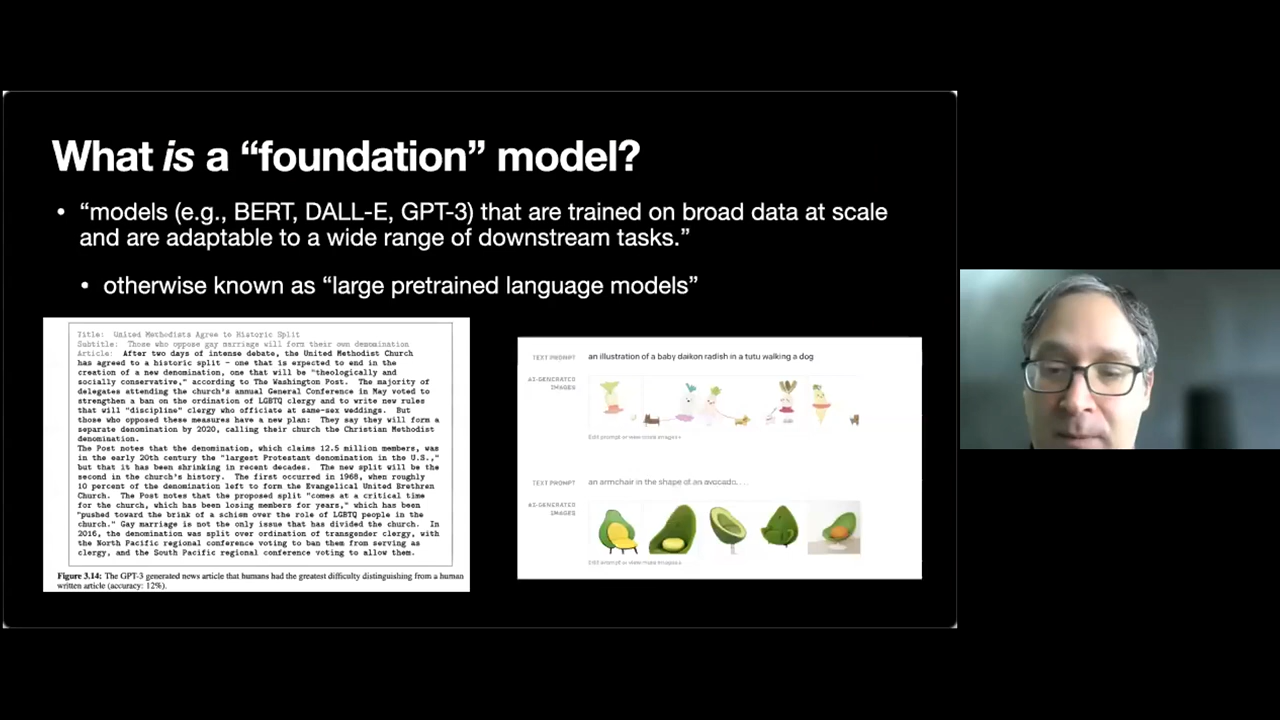 What is a “foundation” model?
• “models (e.g., BERT, DALL-E, GPT-3) that are trained on broad data at scale
and are adaptable to a wide range of downstream tasks.”
• otherwise known as “large pretrained language models”
Title: United Methodists Agree to Historic Split
Subtitle: Those who oppose gay marriage will form their own denomination
Article: After two days of intense debate, the United Methodist Church
has agreed to a historic split - one that is expected to end in the
creation of a new denomination, one that will be "theologically and
socially conservative," according to The Washington Post. The majority of
delegates attending the church's annual General Conference in May voted to
strengthen a ban on the ordination of LGBTQ clergy and to write new rules
that will "discipline" clergy who officiate at same-sex weddings. But
those who opposed these measures have a new plan: They say they will form a
separate denomination by 2020, calling their church the Christian Methodist
denomination.
The Post notes that the denomination, which claims 12.5 million members, was
in the early 20th century the "largest Protestant denomination in the U.S.,"
but that it has been shrinking in recent decades. The new split will be the
second in the church's history. The first occurred in 1968, when roughly
10 percent of the denomination left to form the Evangelical United Brethren
Church. The Post notes that the proposed split "comes at a critical time
for the church, which has been losing members for years," which has been
"pushed toward the brink of a schism over the role of LGBTQ people in the
church." Gay marriage is not the only issue that has divided the church. In
2016, the denomination was split over ordination of transgender clergy, with
the North Pacific regional conference voting to ban them from serving as
clergy, and the South Pacific regional conference voting to allow them.
Figure 3.14: The GPT-3 generated news article that humans had the greatest difficulty distinguishing from a human
written article (accuracy: 12%).
TEXT PROMPT an illustration of a baby daikon radish in a tutu walking a dog
AI-GENERATED
IMAGES
Edit prompt or view more images
TEXT PROMPT an armchair in the shape of an avocado....
AI-GENERATED
IMAGES
Edit prompt or view more images